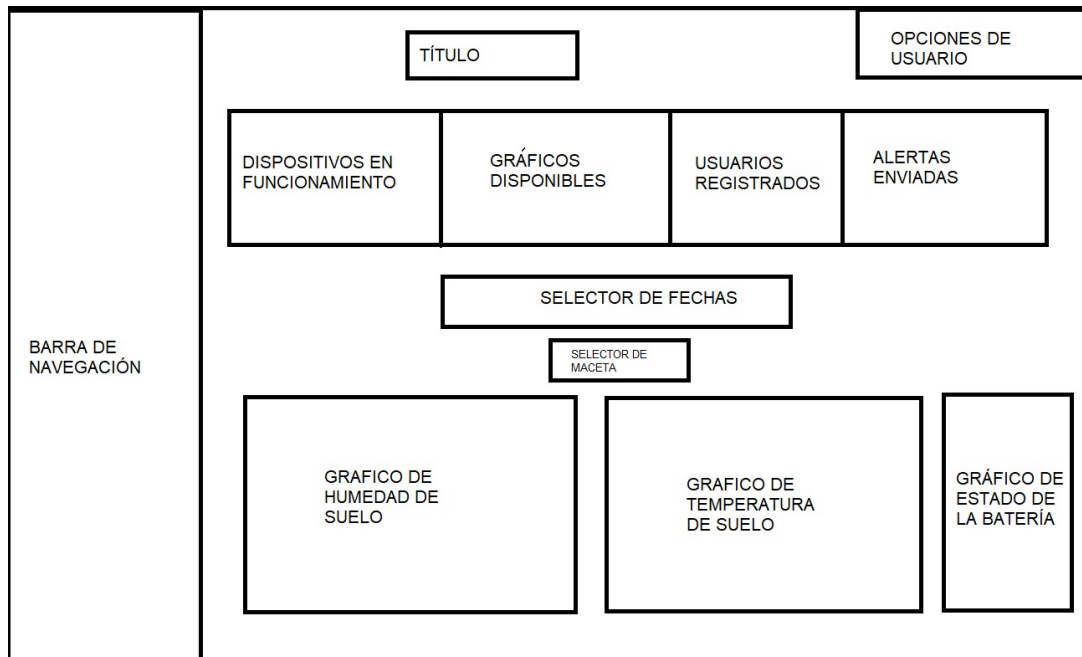 TÍTULO
OPCIONES DE
USUARIO
DISPOSITIVOS EN
FUNCIONAMIENTO
GRÁFICOS
DISPONIBLES
USUARIOS
REGISTRADOS
ALERTAS
ENVIADAS
SELECTOR DE FECHAS
BARRA DE
NAVEGACIÓN
SELECTOR DE
MACETA
GRAFICO DE
HUMEDAD DE
SUELO
GRAFICO DE
TEMPERATURA
DE SUELO
GRÁFICO DE
ESTADO DE
LA BATERÍA